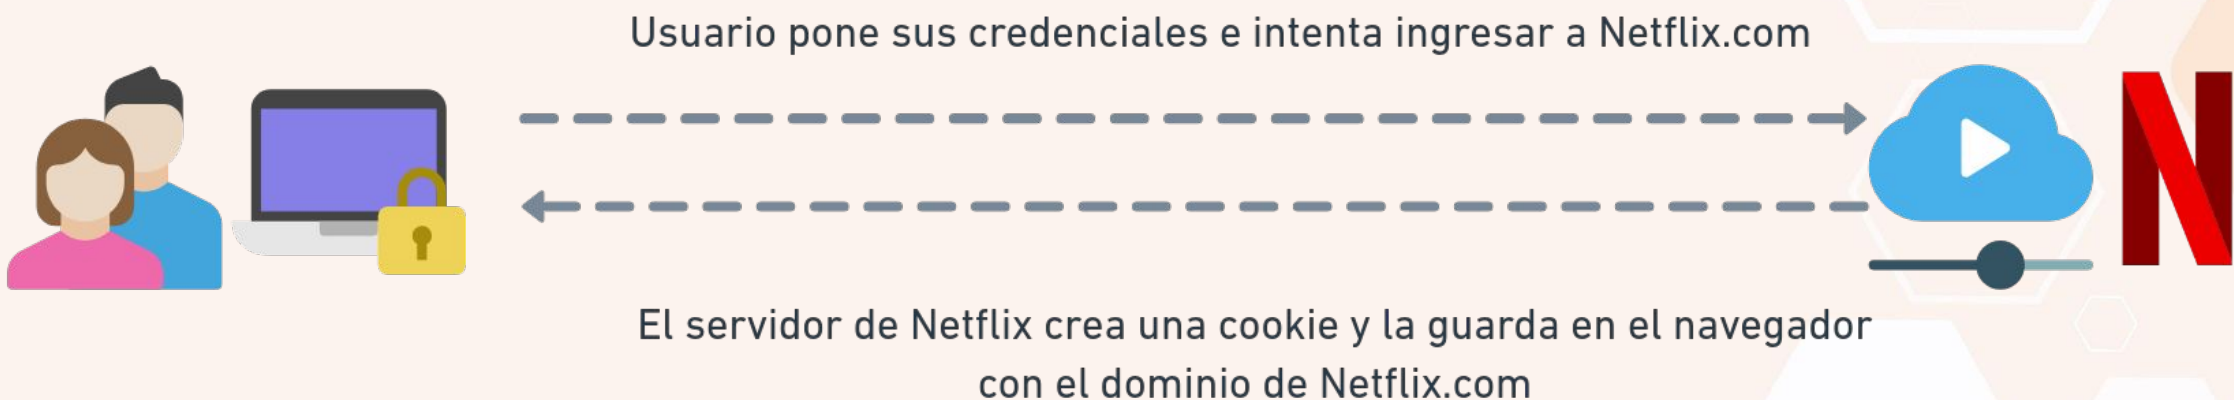 Usuario pone sus credenciales e intenta ingresar a Netflix.com
N
El servidor de Netflix crea una cookie y la guarda en el navegador
con el dominio de Netflix.com